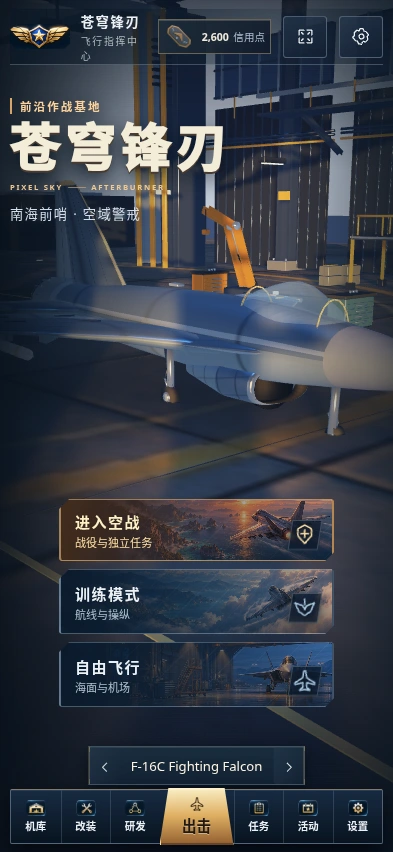 苍穹锋刃
飞行指挥中
心
2,600 信用点
前沿作战基地
苍穹锋刃
PIXEL SKY — AFTERBURNER
南海前哨 · 空域警戒
进入空战
战役与独立任务
训练模式
航线与操纵
自由飞行
海面与机场
F-16C Fighting Falcon
机库
改装
研发
出击
任务
活动
设置